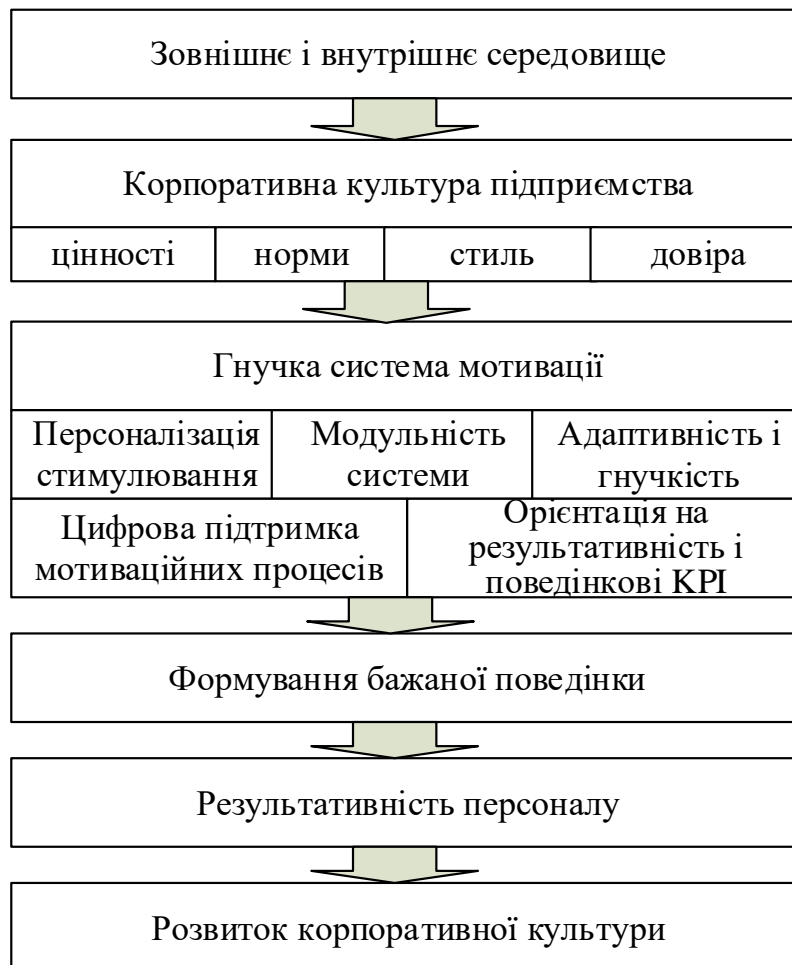 Зовнішнє і внутрішнє середовище
Корпоративна культура підприємства
цінності норми стиль довіра
Гнучка система мотивації
Персоналізація
стимулювання
Модульність
системи
Адаптивність і
гнучкість
Цифрова підтримка
мотиваційних процесів
Орієнтація на
результативність і
поведінкові KPI
Формування бажаної поведінки
Результативність персоналу
Розвиток корпоративної культури